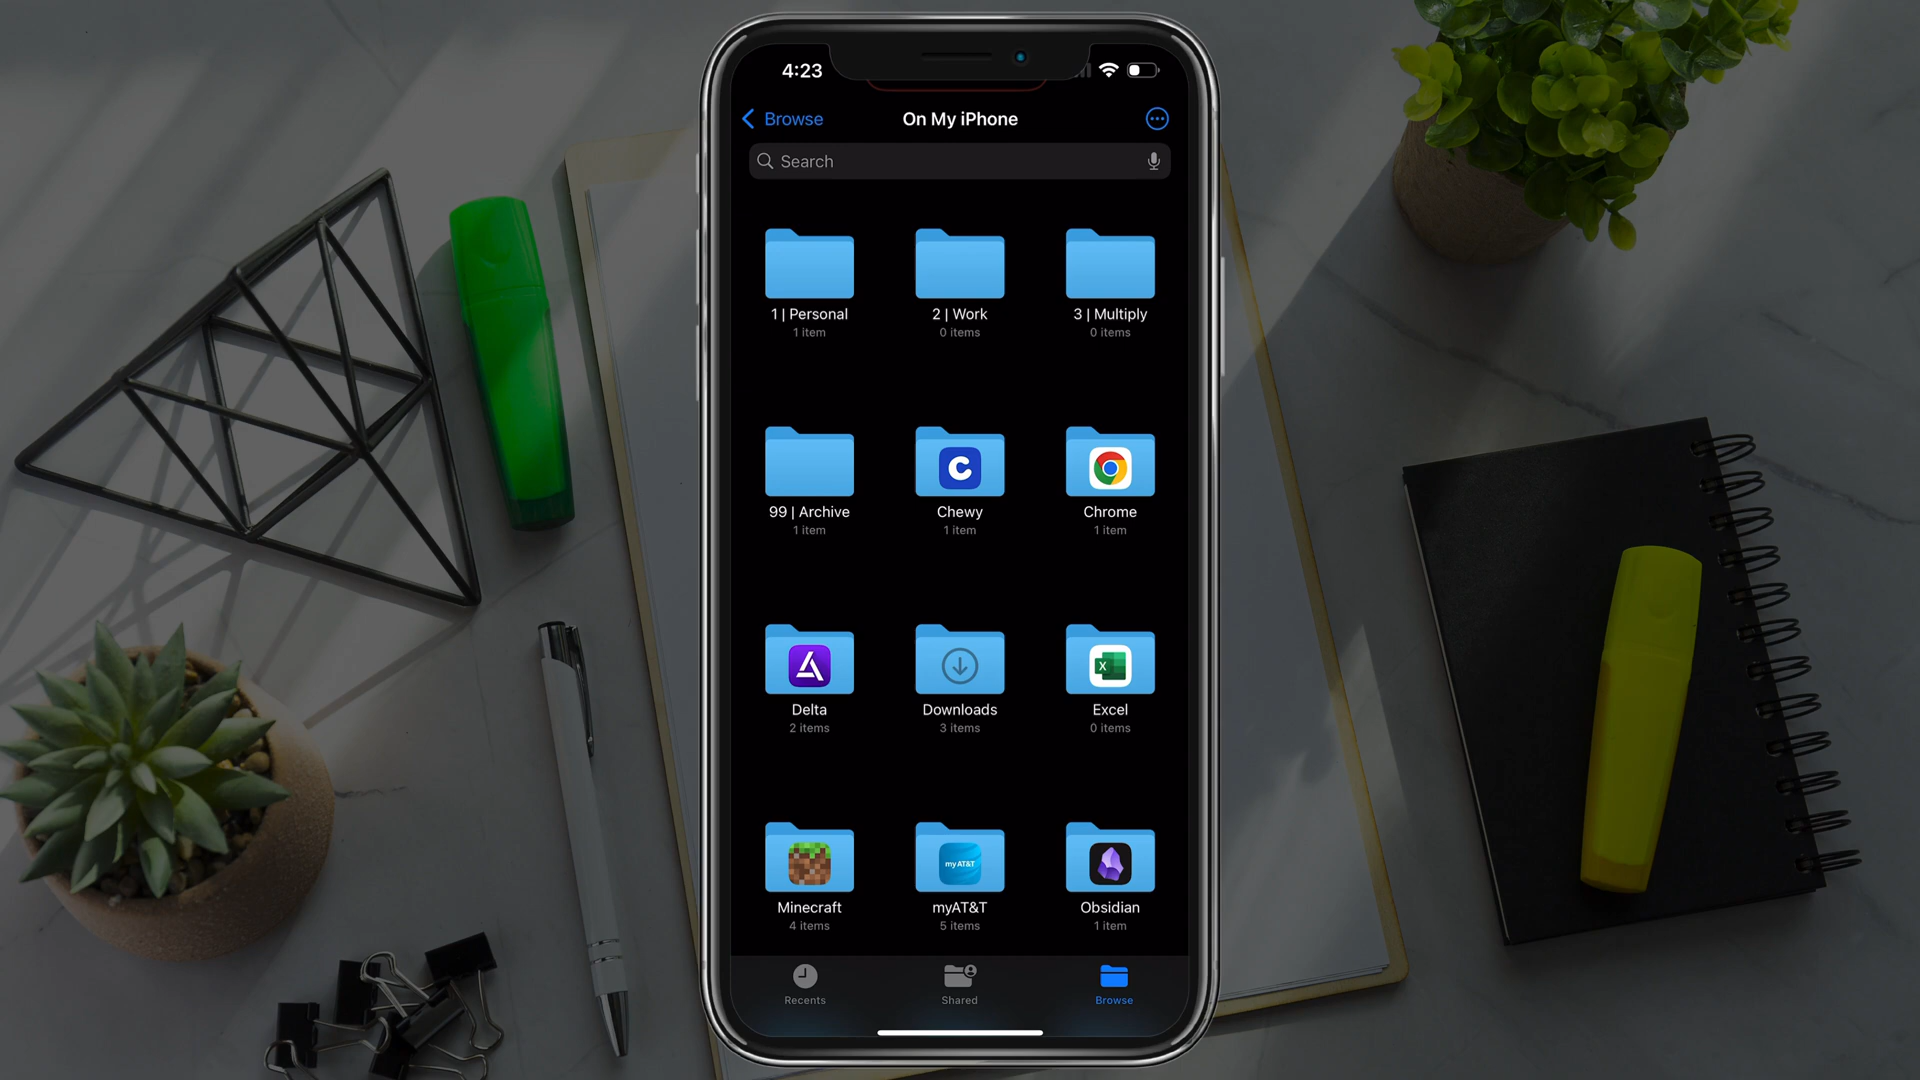 4:23
Browse
On My iPhone
Search
1 | Personal
1 item
2 | Work
0 items
3 | Multiply
0 items
99 | Archive
1 item
C
Chewy
1 item
Chrome
1 item
Delta
2 items
Downloads
3 items
X
Excel
0 items
Minecraft
4 items
myAT&T
myAT&T
5 items
Obsidian
1 item
Recents
Shared
Browse